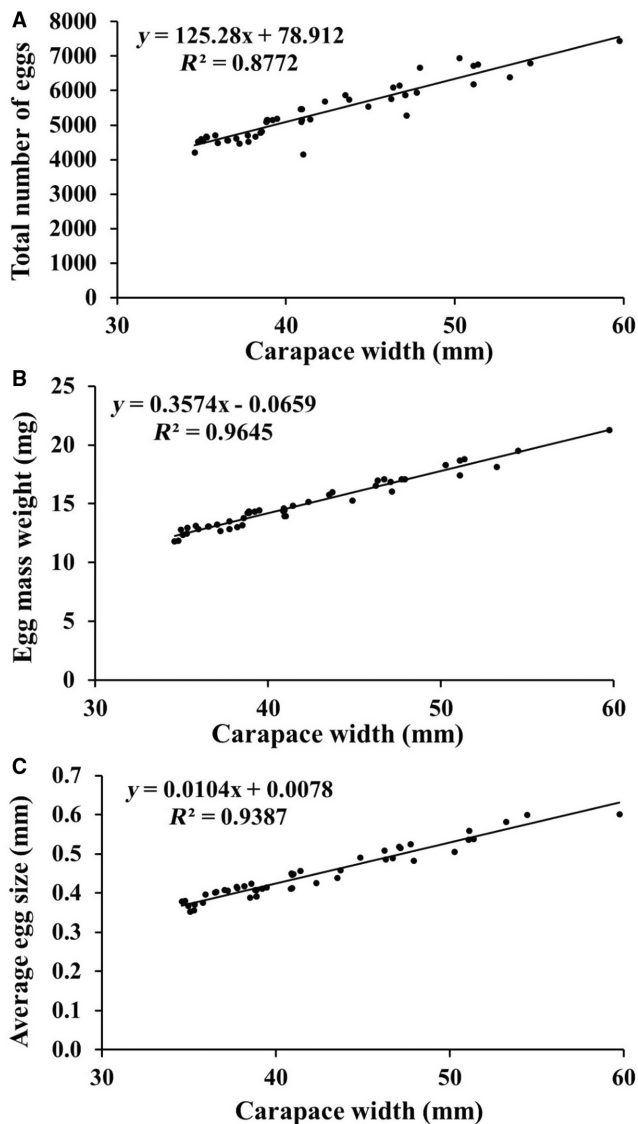 A
Total number of eggs
8000
7000
6000
5000
4000
3000
2000
1000
0
y = 125.28x + 78.912
R² = 0.8772
30 40 50 60
Carapace width (mm)
B
Egg mass weight (mg)
25
20
15
10
5
0
y = 0.3574x - 0.0659
R² = 0.9645
30 40 50 60
Carapace width (mm)
C
Average egg size (mm)
0.7
0.6
0.5
0.4
0.3
0.2
0.1
0.0
y = 0.0104x + 0.0078
R² = 0.9387
30 40 50 60
Carapace width (mm)